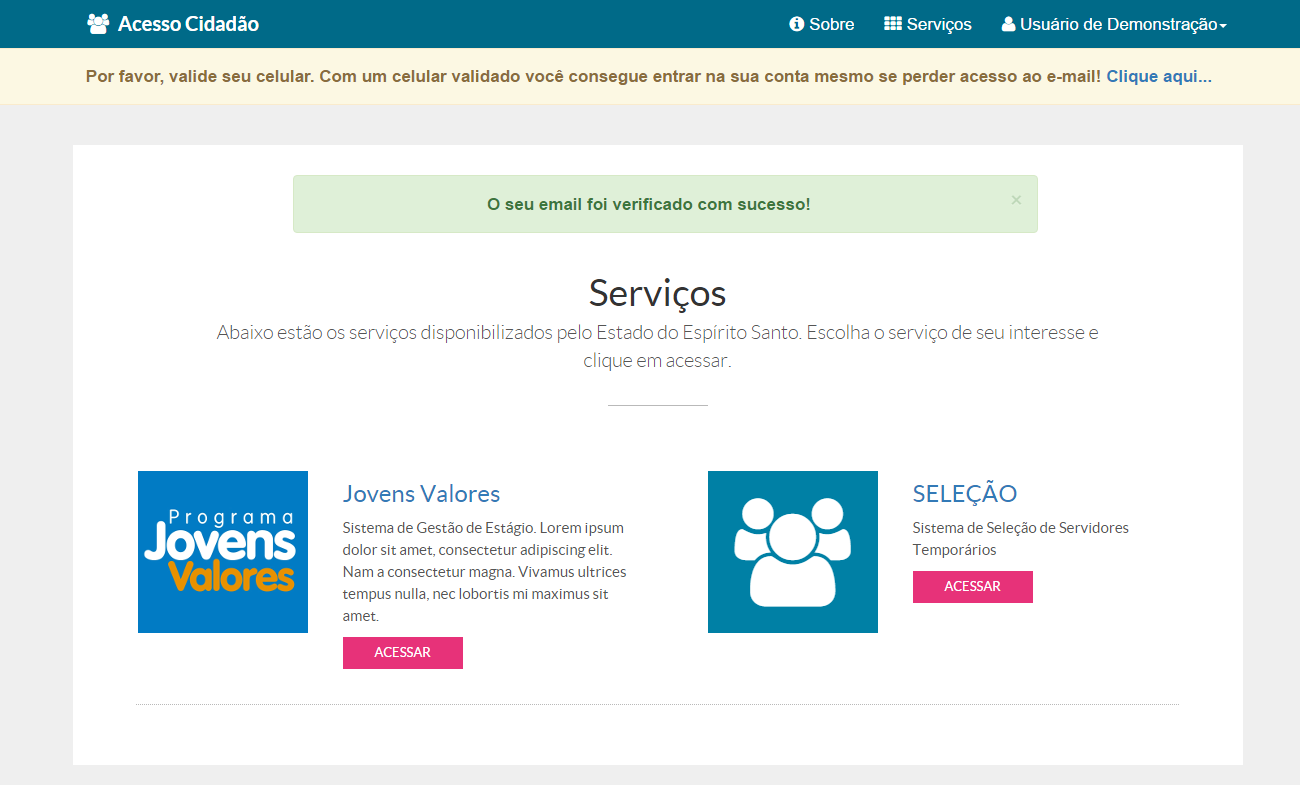 Acesso Cidadão
Sobre
Serviços
Usuário de Demonstração
Por favor, valide seu celular. Com um celular validado você consegue entrar na sua conta mesmo se perder acesso ao e-mail! Clique aqui...
O seu email foi verificado com sucesso!
×
Serviços
Abaixo estão os serviços disponibilizados pelo Estado do Espírito Santo. Escolha o serviço de seu interesse e
clique em acessar.
Programa
Jovens
Valores
Jovens Valores
Sistema de Gestão de Estágio. Lorem ipsum
dolor sit amet, consectetur adipiscing elit.
Nam a consectetur magna. Vivamus ultrices
tempus nulla, nec lobortis mi maximus sit
amet.
ACESSAR
SELEÇÃO
Sistema de Seleção de Servidores
Temporários
ACESSAR